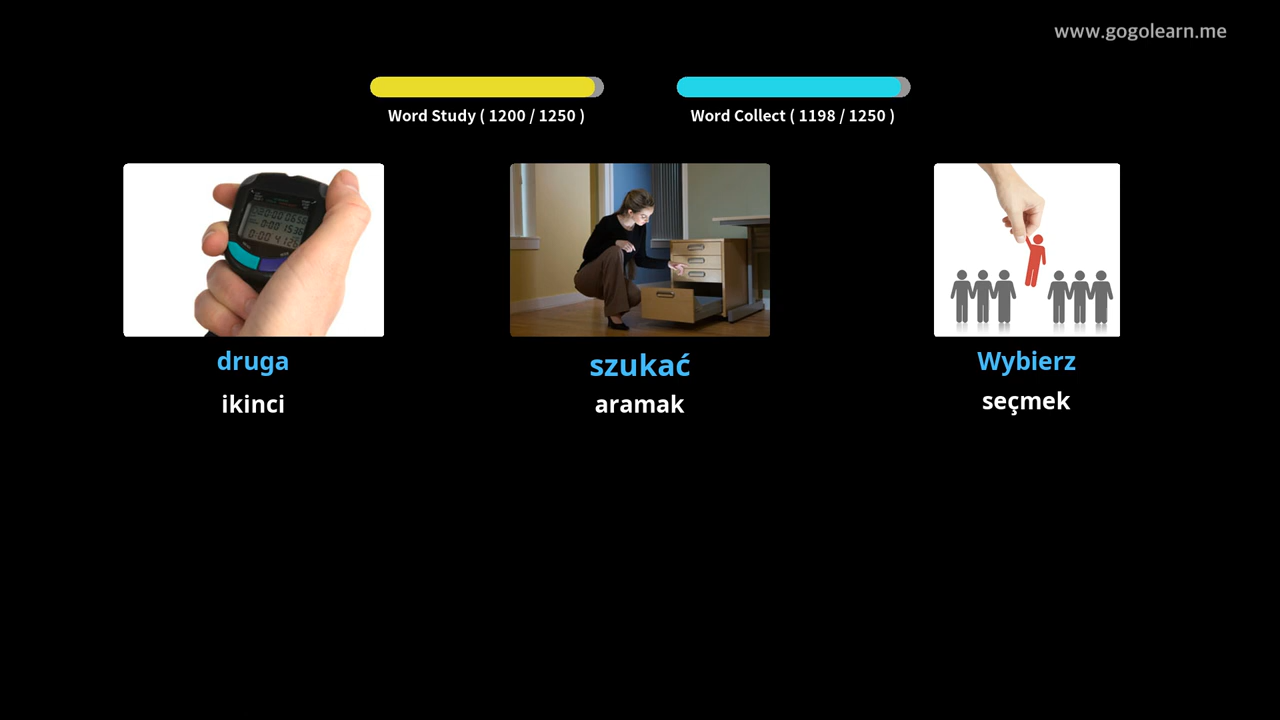 www.gogolearn.me
Word Study ( 1200 / 1250 )
Word Collect ( 1198 / 1250 )
druga
ikinci
szukać
aramak
Wybierz
seçmek